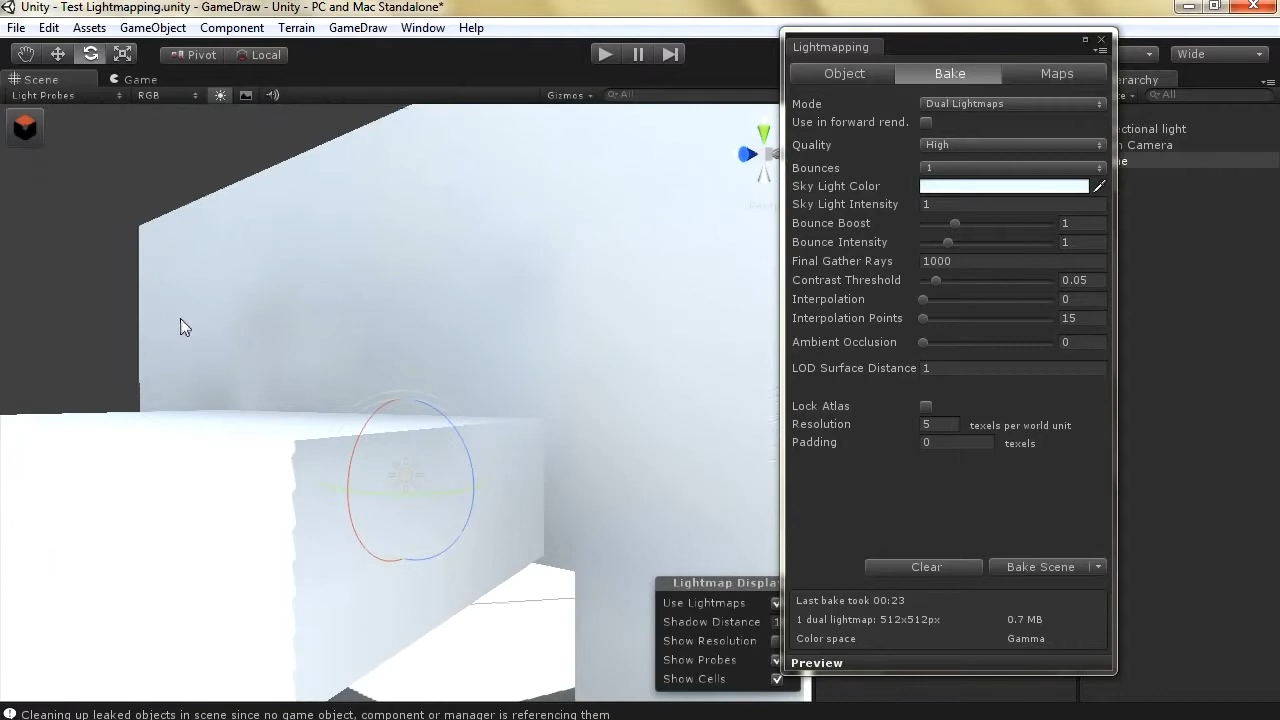 Unity - Test Lightmapping.unity - GameDraw - Unity - PC and Mac Standalone*
File Edit Assets GameObject Component Terrain GameDraw Window Help
Pivot Local
Wide
Scene Game
Light Probes RGB Gizmos All
Lightmapping
Object Bake Maps
Mode Dual Lightmaps
Use in forward rend.
Quality High
Bounces 1
Sky Light Color
Sky Light Intensity 1
Bounce Boost 1
Bounce Intensity 1
Final Gather Rays 1000
Contrast Threshold 0.05
Interpolation 0
Interpolation Points 15
Ambient Occlusion 0
LOD Surface Distance 1
Lock Atlas
Resolution 5 texels per world unit
Padding 0 texels
Clear Bake Scene
Last bake took 00:23
1 dual lightmap: 512x512px 0.7 MB
Color space Gamma
Preview
erarchy
All
ectional light
n Camera
ne
Lightmap Displa
Use Lightmaps
Shadow Distance 1
Show Resolution
Show Probes
Show Cells
Cleaning up leaked objects in scene since no game object, component or manager is referencing them